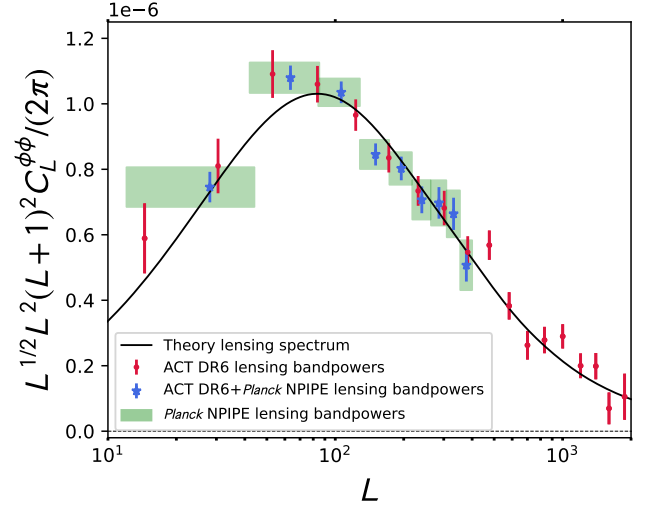 1e−6
1.2
1.0
0.8
0.6
0.4
0.2
0.0
L^{1/2}L^2(L+1)^2C_L^{ϕϕ}/(2π)
Theory lensing spectrum
ACT DR6 lensing bandpowers
ACT DR6+Planck NPIPE lensing bandpowers
Planck NPIPE lensing bandpowers
10^1 10^2 10^3
L